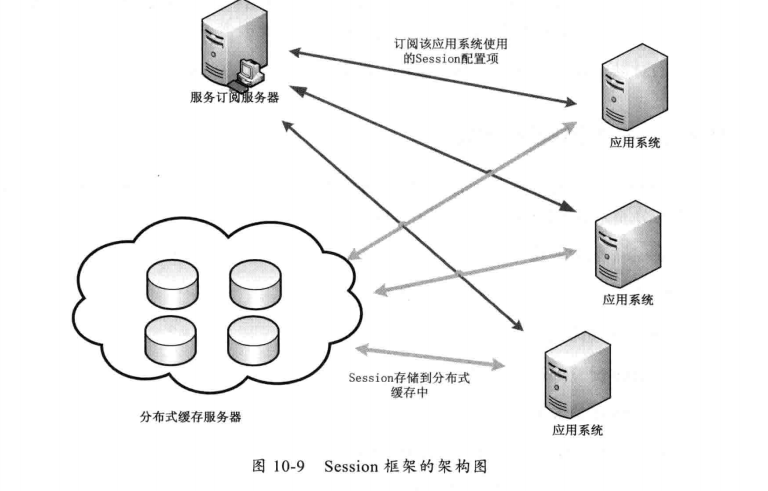 订阅该应用系统使用
的Session配置项
服务订阅服务器
应用系统
应用系统
Session存储到分布式
缓存中
分布式缓存服务器
应用系统
图 10-9 Session 框架的架构图